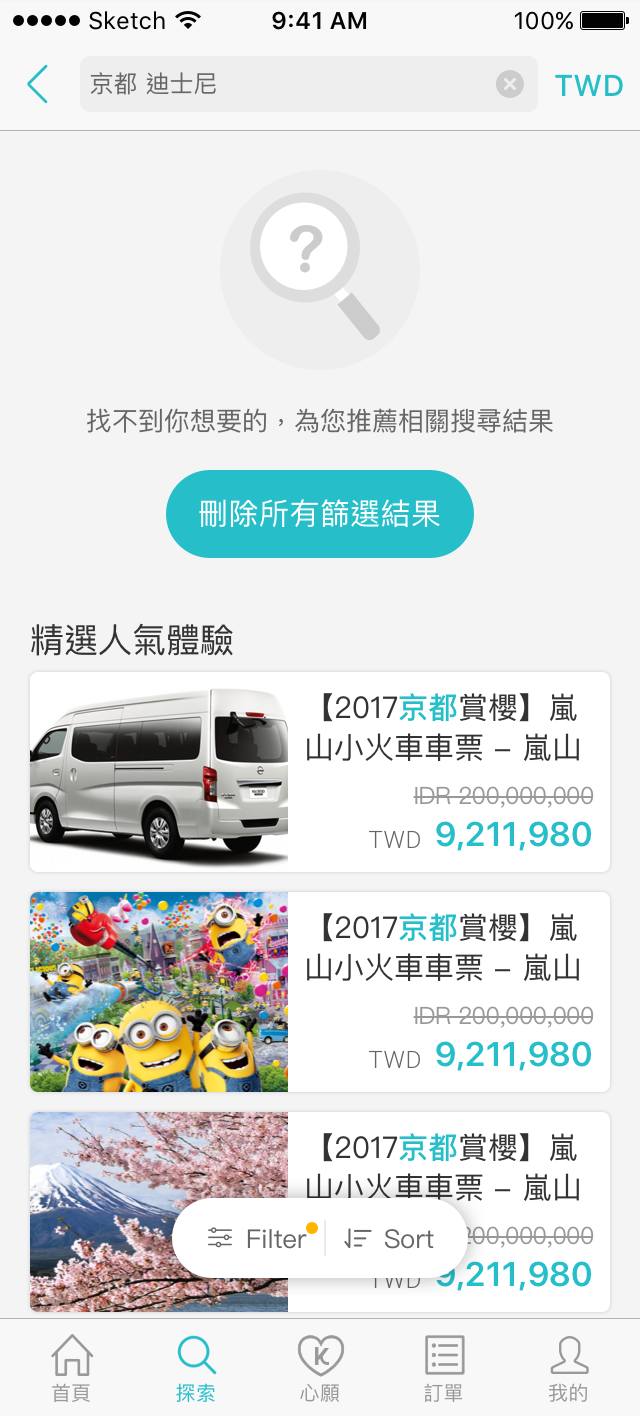 Sketch 9:41 AM 100%
京都 迪士尼 TWD
?
找不到你想要的，為您推薦相關搜尋結果
刪除所有篩選結果
精選人氣體驗
【2017京都賞櫻】嵐
山小火車車票 – 嵐山
IDR 200,000,000
TWD 9,211,980
【2017京都賞櫻】嵐
山小火車車票 – 嵐山
IDR 200,000,000
TWD 9,211,980
【2017京都賞櫻】嵐
山小火車車票 – 嵐山
200,000,000
TWD 9,211,980
Filter Sort
首頁 探索 心願 訂單 我的